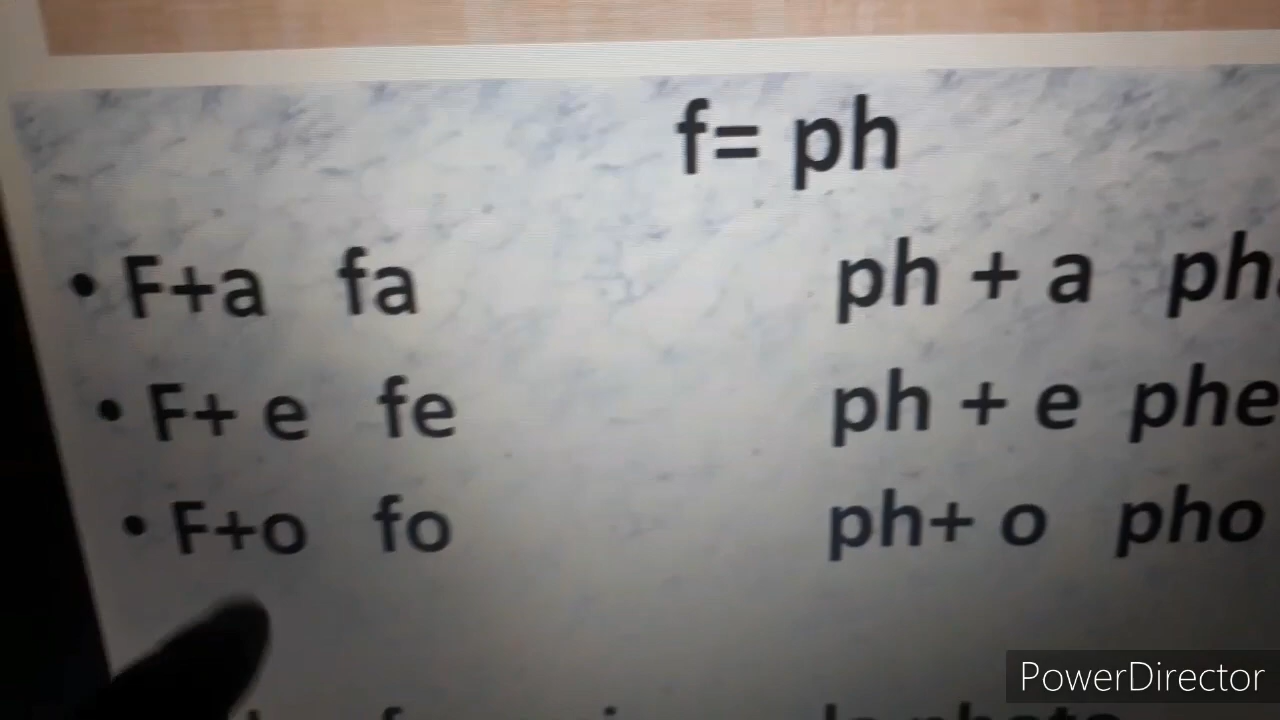 f= ph
• F+a fa ph + a
• F+ e fe ph + e phe
• F+o fo ph+ o pho
PowerDirector